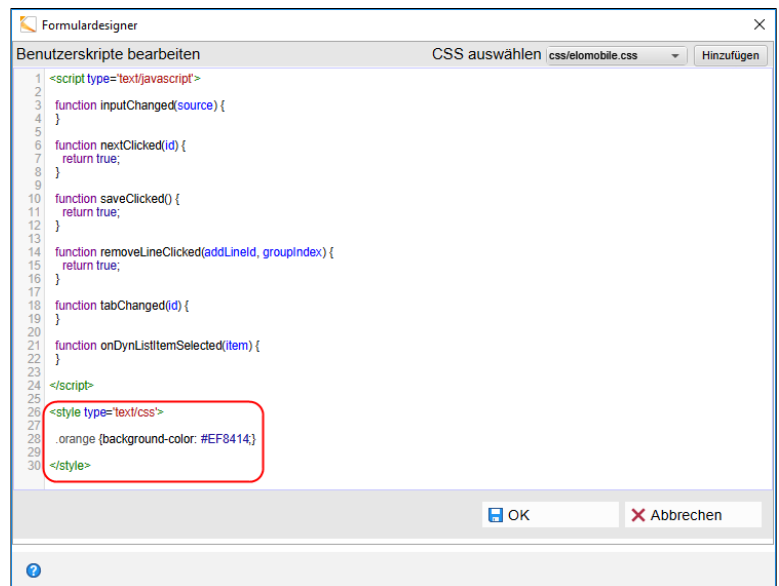 Formulardesigner
Benutzerskripte bearbeiten CSS auswählen css/elomobile.css Hinzufügen
1 <script type='text/javascript'>
2
3 function inputChanged(source) {
4 }
5
6 function nextClicked(id) {
7 return true;
8 }
9
10 function saveClicked() {
11 return true;
12 }
13
14 function removeLineClicked(addLineId, groupIndex) {
15 return true;
16 }
17
18 function tabChanged(id) {
19 }
20
21 function onDynListItemSelected(item) {
22 }
23
24 </script>
25
26 <style type='text/css'>
27
28 .orange {background-color: #EF8414;}
29
30 </style>
OK Abbrechen
?